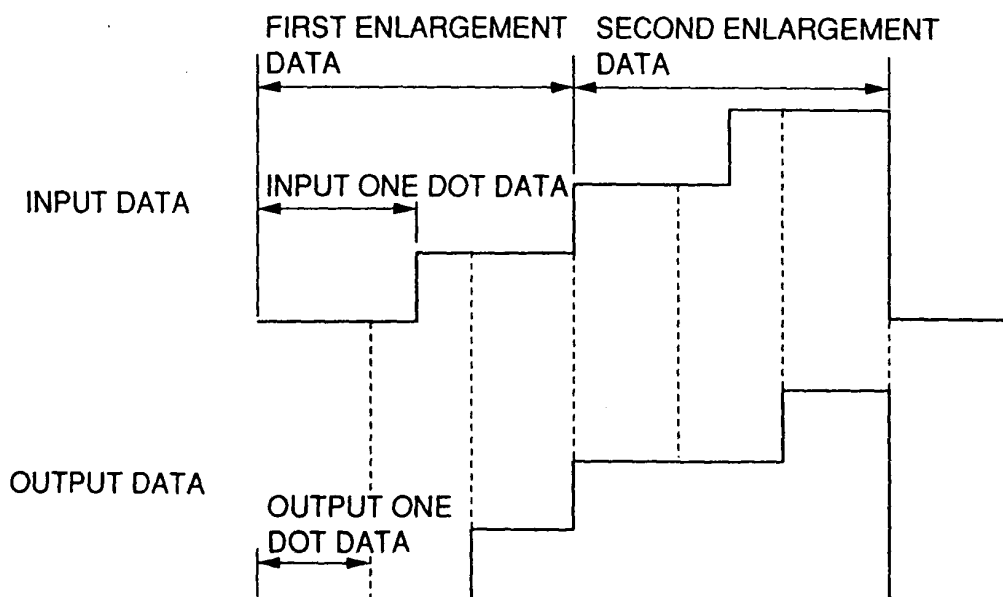 FIRST ENLARGEMENT
DATA
SECOND ENLARGEMENT
DATA
INPUT DATA
INPUT ONE DOT DATA
OUTPUT DATA
OUTPUT ONE
DOT DATA